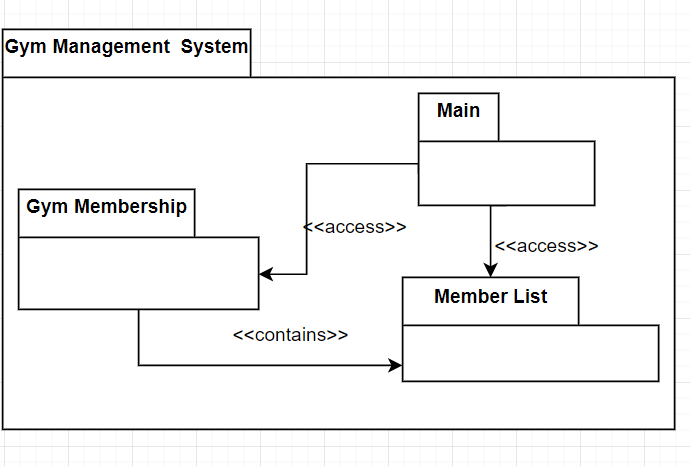 Gym Management  System
Main
Gym Membership
<<access>>
<<access>>
Member List
<<contains>>